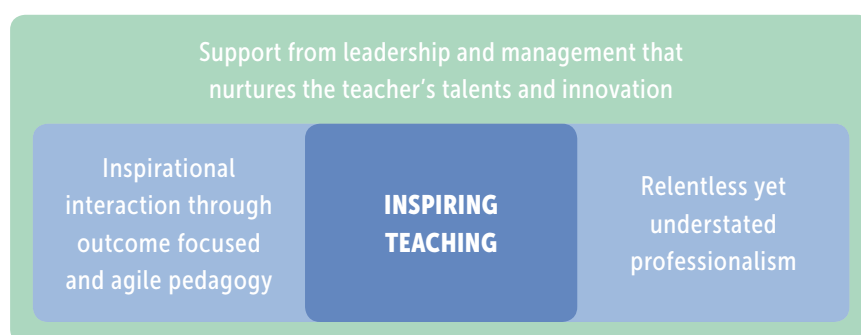 Support from leadership and management that
nurtures the teacher's talents and innovation
Inspirational
interaction through
outcome focused
and agile pedagogy
INSPIRING
TEACHING
Relentless yet
understated
professionalism